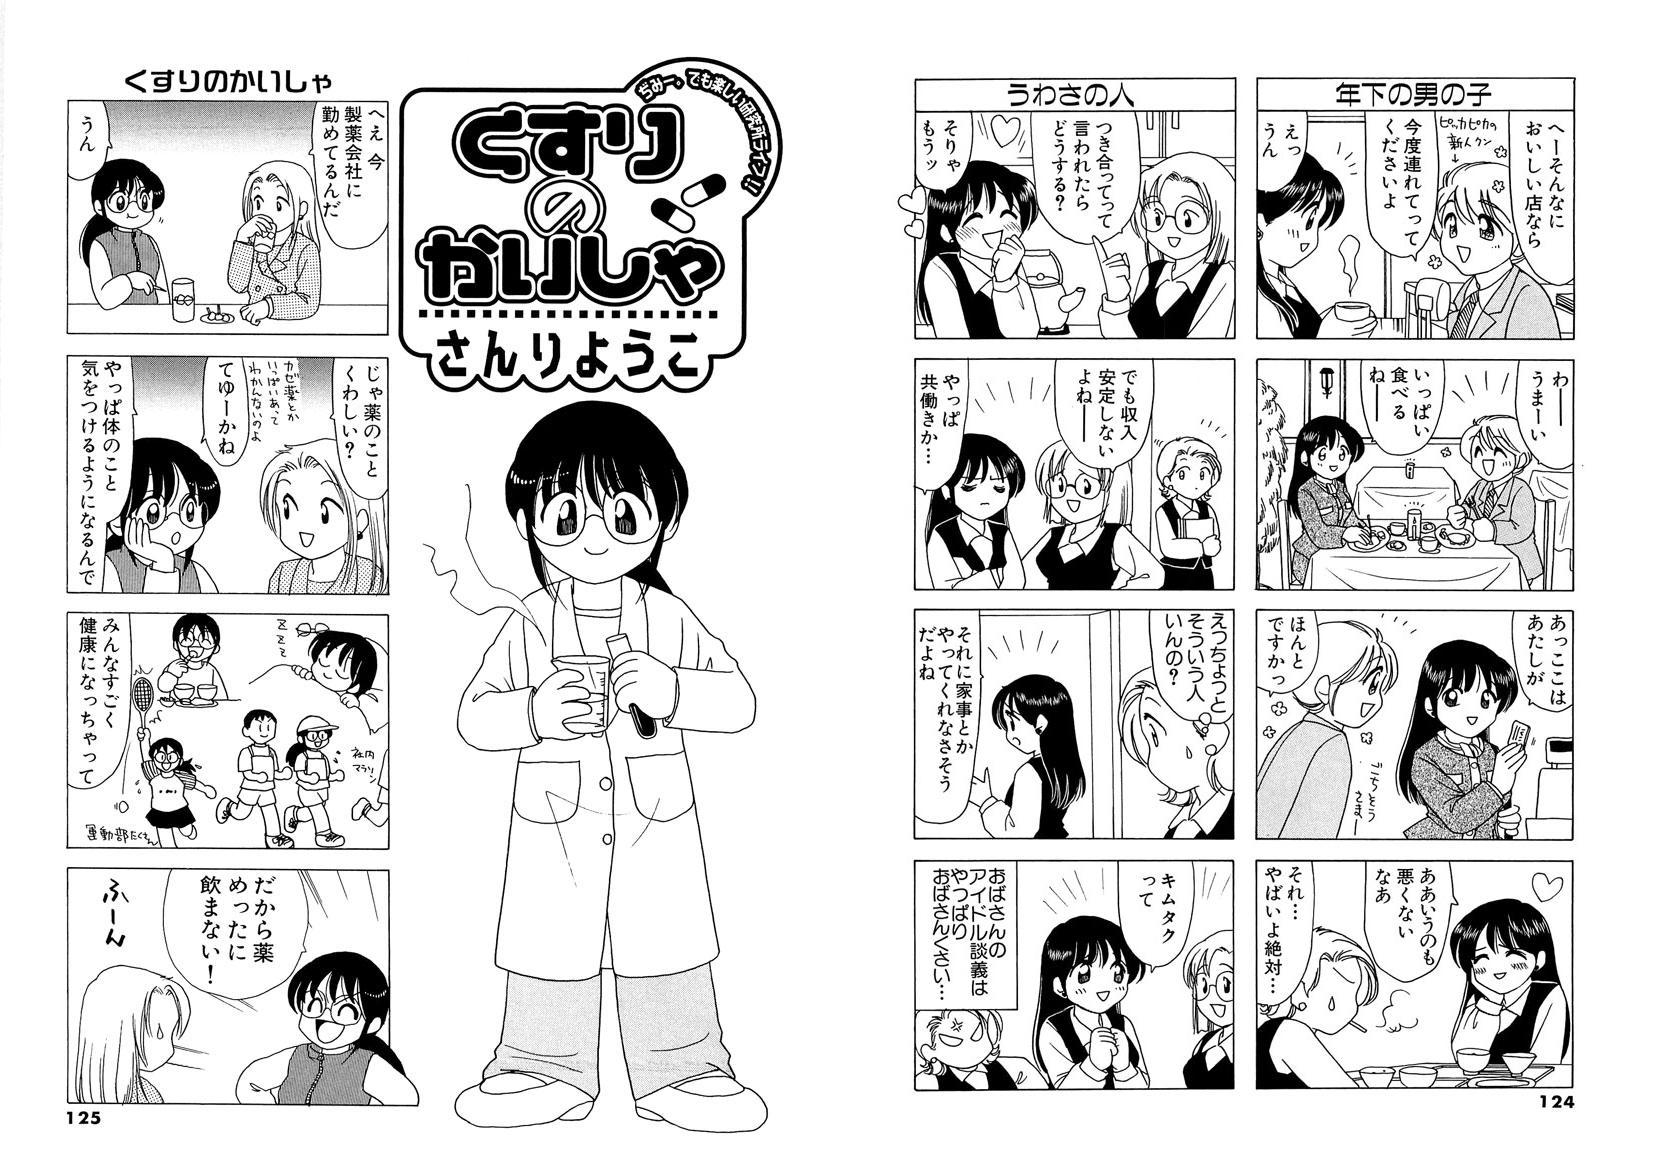 年下の男の子
へーそんなに
おいしい店なら
今度連れてって
くださいよ
ピッカピカの
新人クン
えっ
うん
わー
うまーい
いっぱい
食べる
ねー
あっここは
あたしが
ほんと
ですかっ
ごちそう
さまー
ああいうのも
悪くない
なあ
それ…
やばいよ絶対…
124
うわさの人
つき合ってって
言われたら
どうする?
そりゃ
もうッ
でも収入
安定しない
よねー
やっぱ
共働きか…
えっちょっと
そういう人
いんの?
それに家事とか
やってくれなさそう
だよね
キムタク
って
おばさんの
アイドル談義は
やっぱり
おばさんくさい…
ぢみー、でも楽しい研究所ライフ!!
くすり
の
かいしゃ
さんりようこ
くすりのかいしゃ
へえ 今
製薬会社に
勤めてるんだ
うん
じゃ薬のこと
くわしい?
カゼ薬とか
いっぱいあって
わかんないのよ
てゆーかね
やっぱ体のこと
気をつけるようになるんで
みんなすごく
健康になっちゃって
ZZZ
社内
マラソン
運動部たくさん
だから薬
めったに
飲まない!
ふーん
125